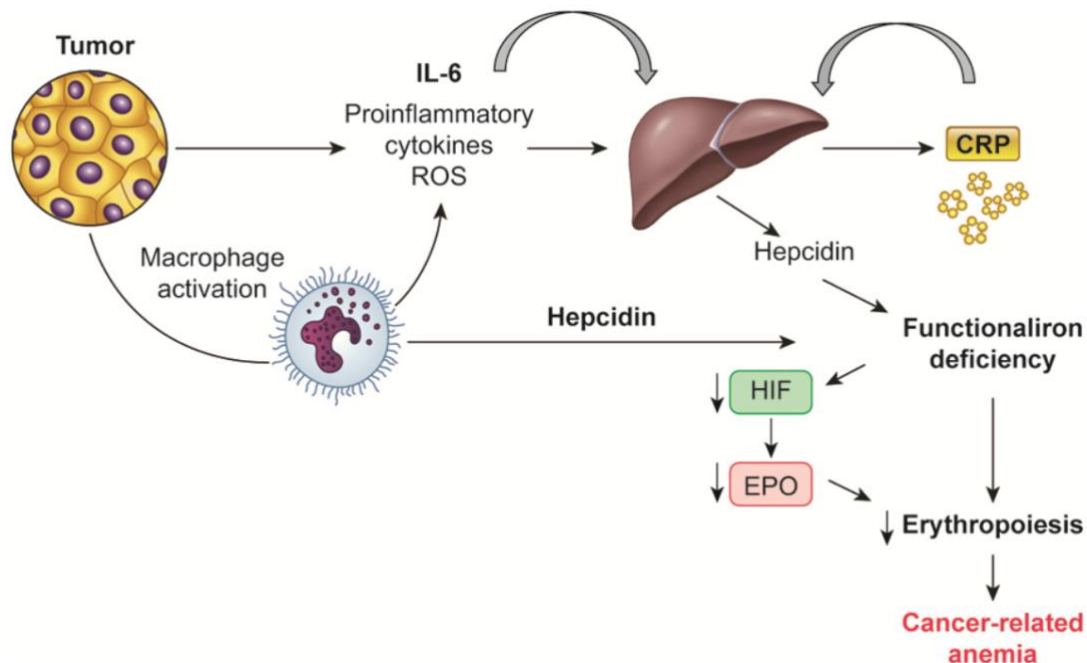 Tumor
IL-6
Proinflammatory
cytokines
ROS
CRP
Macrophage
activation
Hepcidin
Hepcidin
Functionaliron
deficiency
↓ HIF
↓ EPO
↓ Erythropoiesis
Cancer-related
anemia